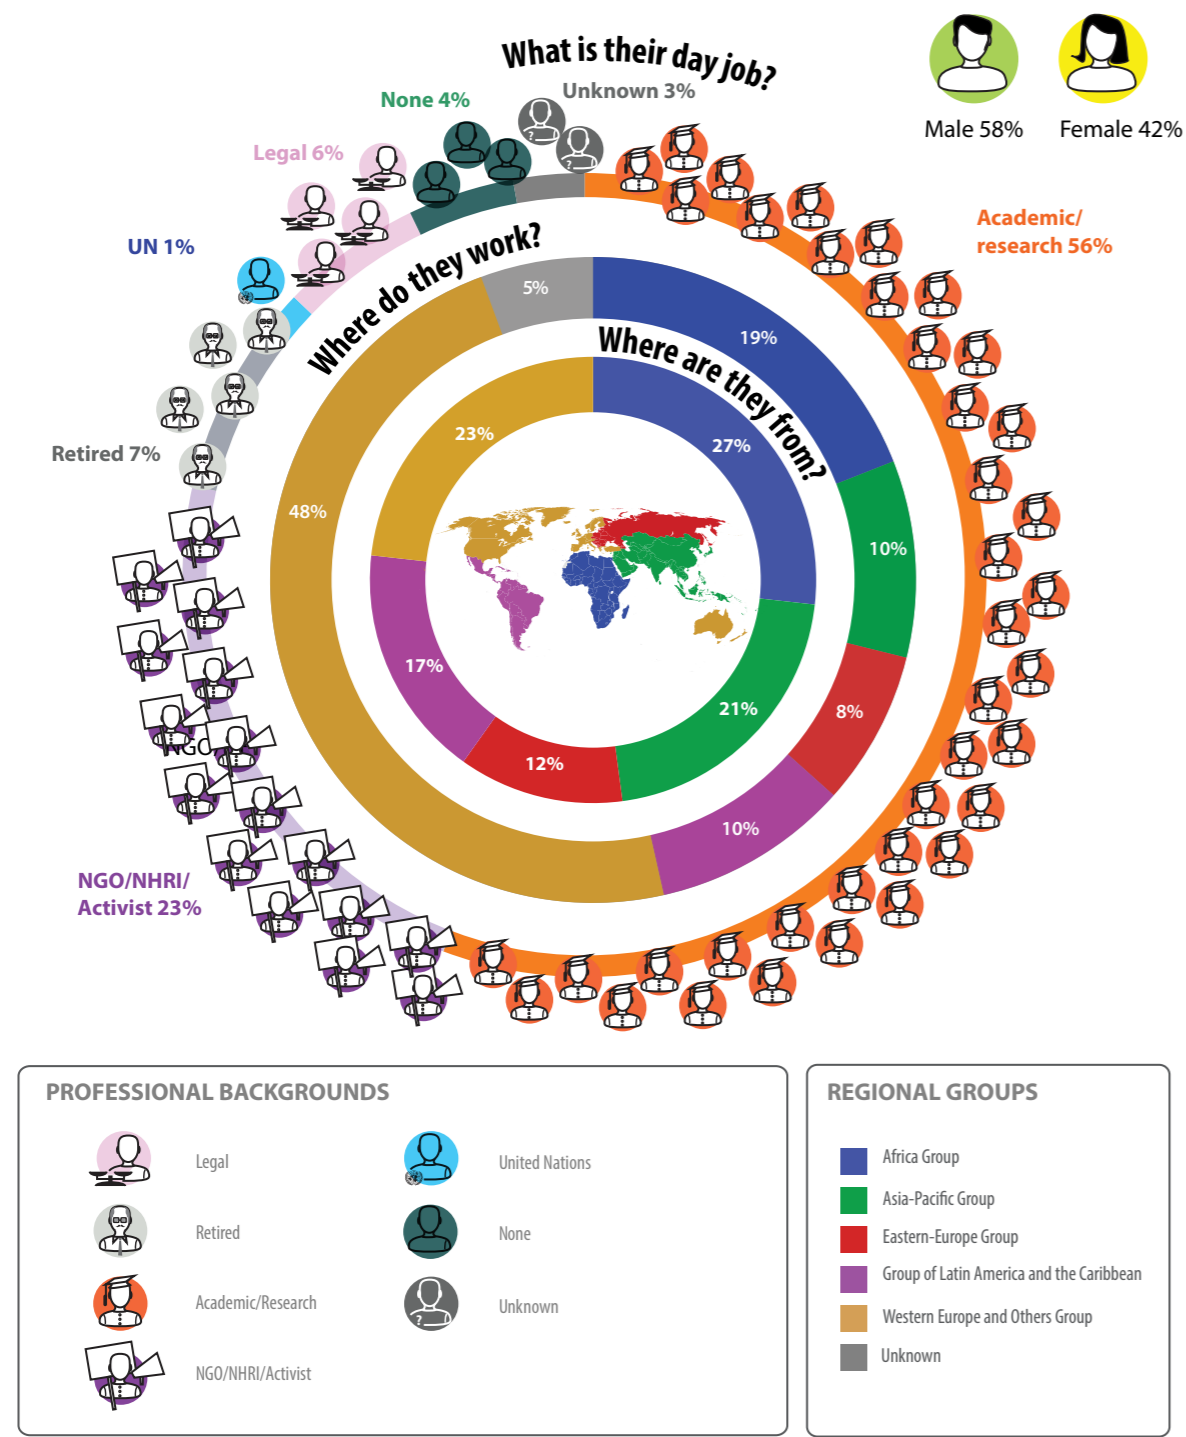 What is their day job?
Unknown 3%
None 4%
Legal 6%
UN 1%
Retired 7%
NGO/NHRI/
Activist 23%
NGO
Academic/
research 56%
Male 58%
Female 42%
Where do they work?
5%
19%
10%
8%
10%
48%
Where are they from?
27%
21%
12%
17%
23%
PROFESSIONAL BACKGROUNDS
Legal
Retired
Academic/Research
NGO/NHRI/Activist
United Nations
None
Unknown
REGIONAL GROUPS
Africa Group
Asia-Pacific Group
Eastern-Europe Group
Group of Latin America and the Caribbean
Western Europe and Others Group
Unknown